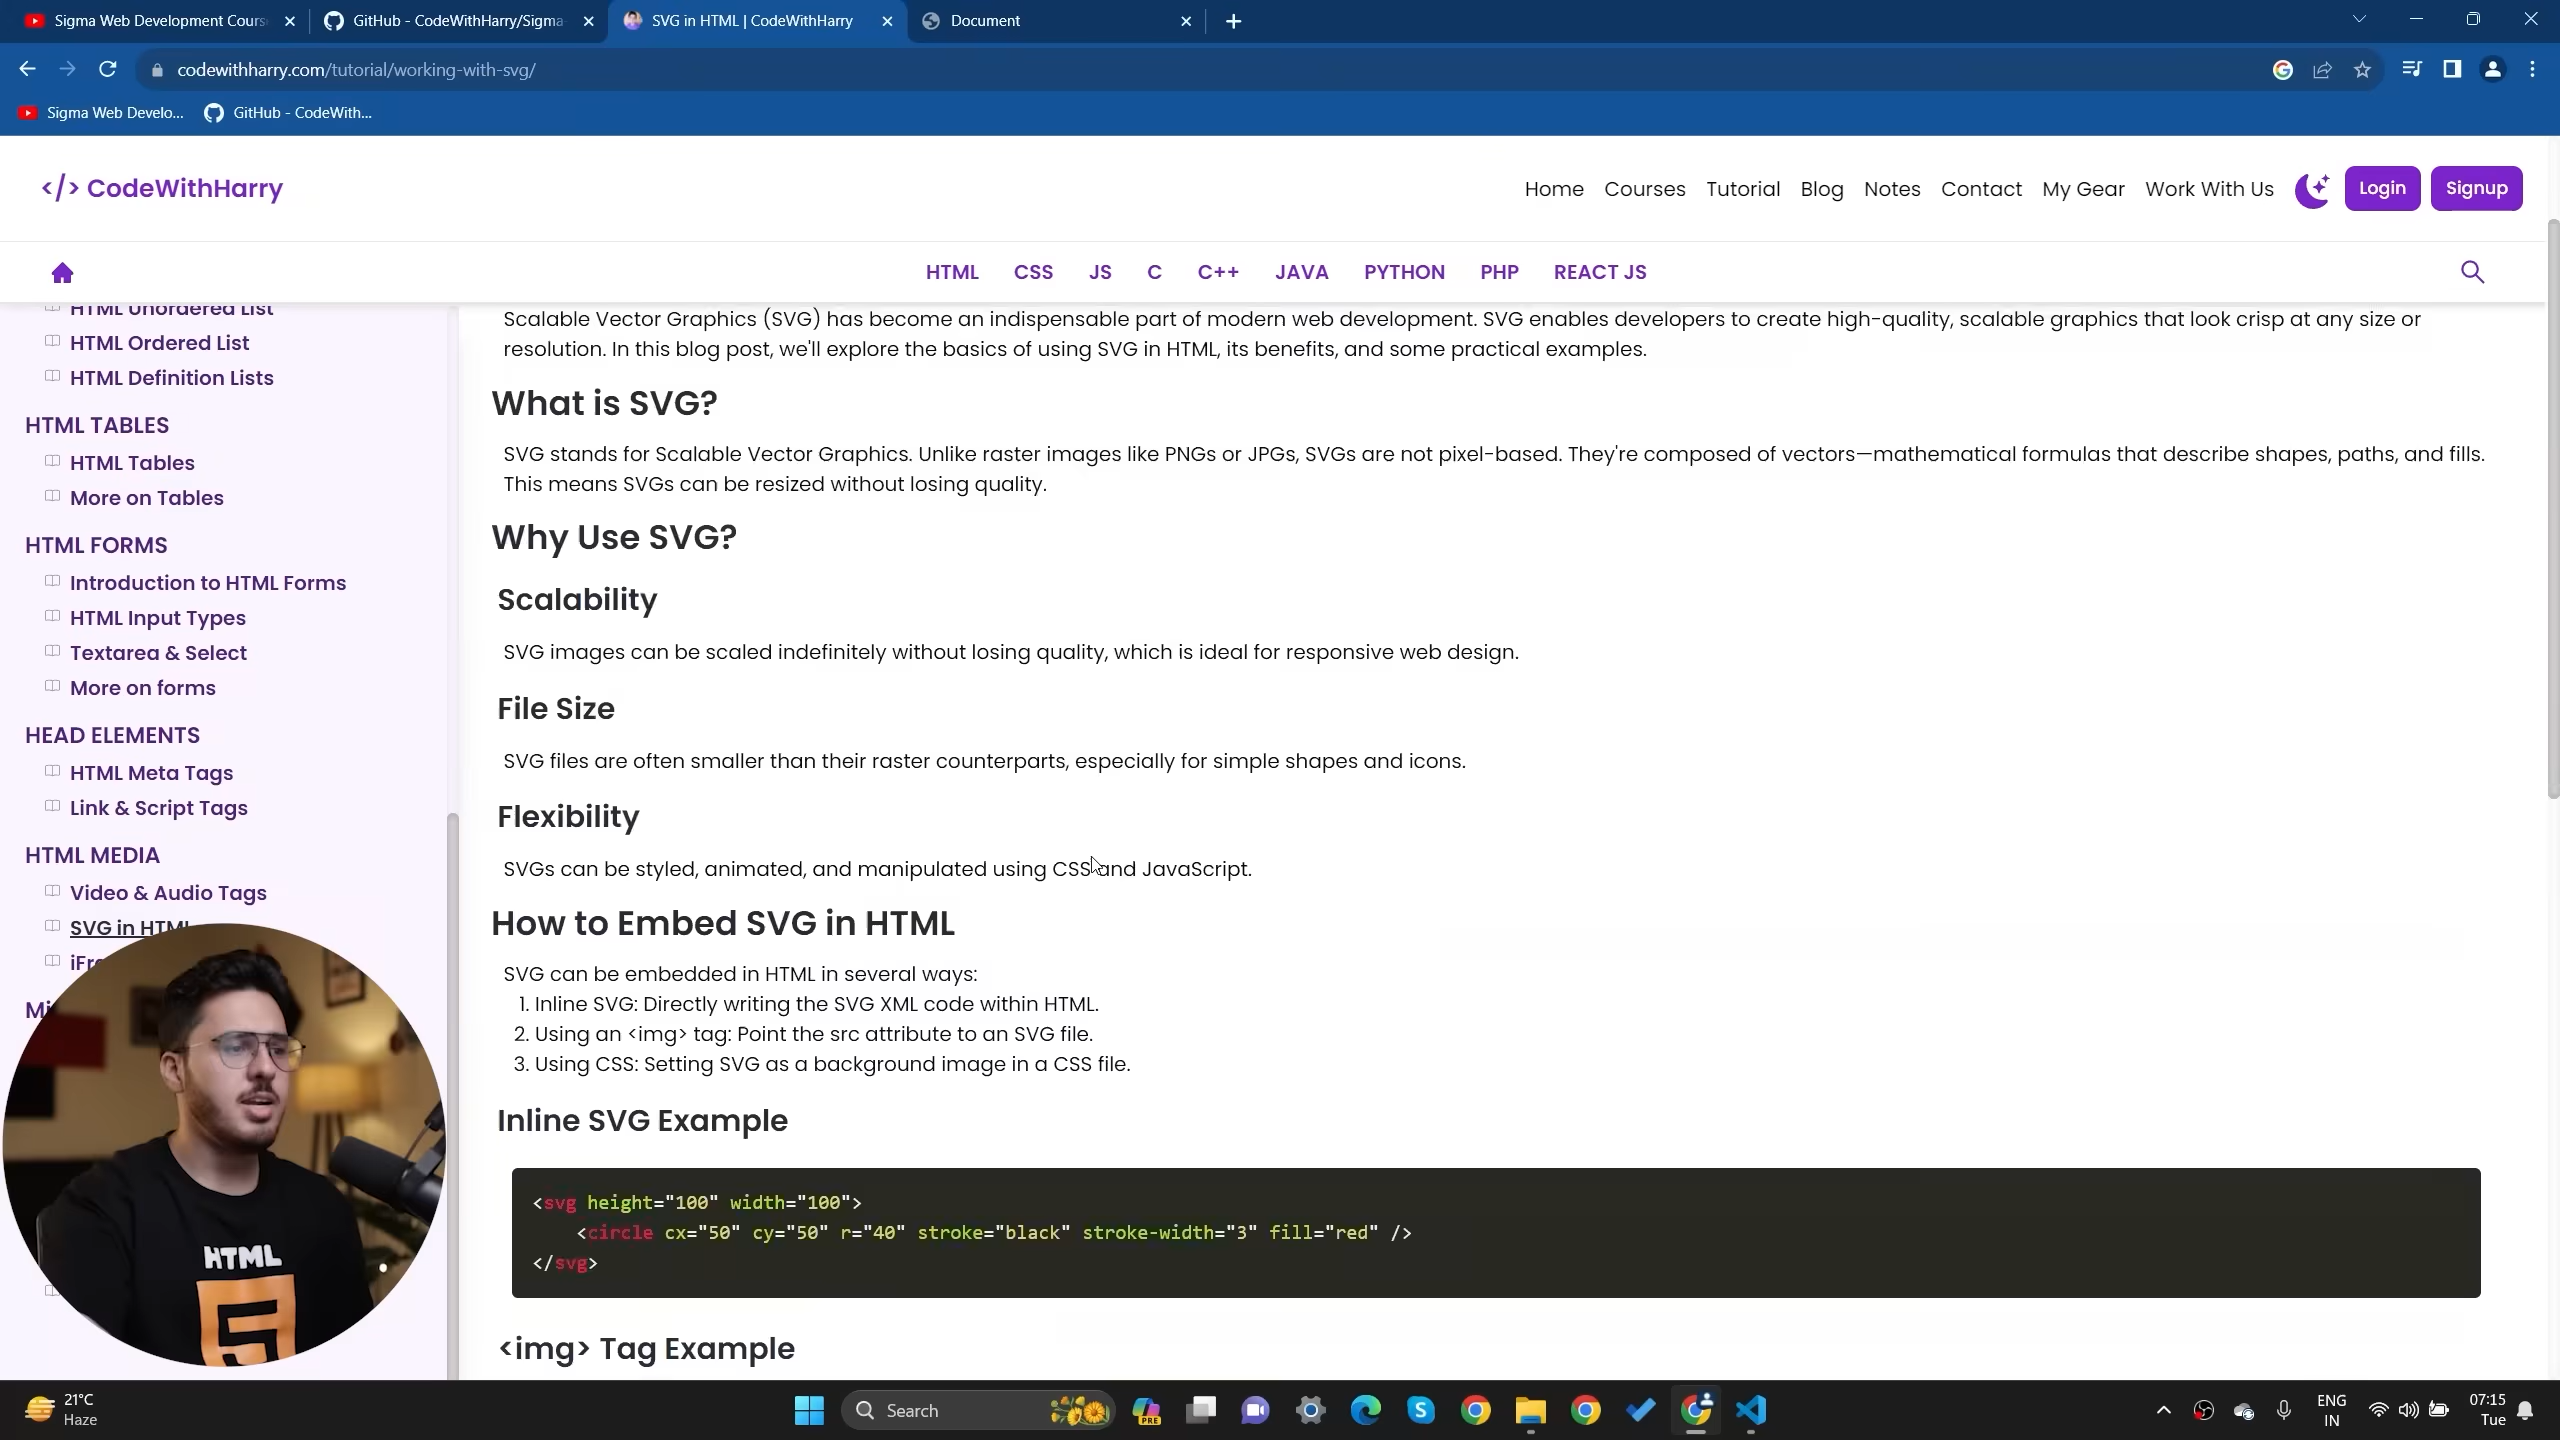 Sigma Web Development Cours
GitHub - CodeWithHarry/Sigma-
SVG in HTML | CodeWithHarry
Document
codewithharry.com/tutorial/working-with-svg/
Sigma Web Develo...
GitHub - CodeWith...
</> CodeWithHarry
Home Courses Tutorial Blog Notes Contact My Gear Work With Us Login Signup
HTML CSS JS C C++ JAVA PYTHON PHP REACT JS
HTML Unordered List
HTML Ordered List
HTML Definition Lists
HTML TABLES
HTML Tables
More on Tables
HTML FORMS
Introduction to HTML Forms
HTML Input Types
Textarea & Select
More on forms
HEAD ELEMENTS
HTML Meta Tags
Link & Script Tags
HTML MEDIA
Video & Audio Tags
SVG in HTML
Scalable Vector Graphics (SVG) has become an indispensable part of modern web development. SVG enables developers to create high-quality, scalable graphics that look crisp at any size or
resolution. In this blog post, we'll explore the basics of using SVG in HTML, its benefits, and some practical examples.
What is SVG?
SVG stands for Scalable Vector Graphics. Unlike raster images like PNGs or JPGs, SVGs are not pixel-based. They're composed of vectors—mathematical formulas that describe shapes, paths, and fills.
This means SVGs can be resized without losing quality.
Why Use SVG?
Scalability
SVG images can be scaled indefinitely without losing quality, which is ideal for responsive web design.
File Size
SVG files are often smaller than their raster counterparts, especially for simple shapes and icons.
Flexibility
SVGs can be styled, animated, and manipulated using CSS and JavaScript.
How to Embed SVG in HTML
SVG can be embedded in HTML in several ways:
1. Inline SVG: Directly writing the SVG XML code within HTML.
2. Using an <img> tag: Point the src attribute to an SVG file.
3. Using CSS: Setting SVG as a background image in a CSS file.
Inline SVG Example
<svg height="100" width="100">
<circle cx="50" cy="50" r="40" stroke="black" stroke-width="3" fill="red" />
</svg>
<img> Tag Example
HTML
5
21°C
Haze
Search
PRE
ENG
IN
07:15
Tue